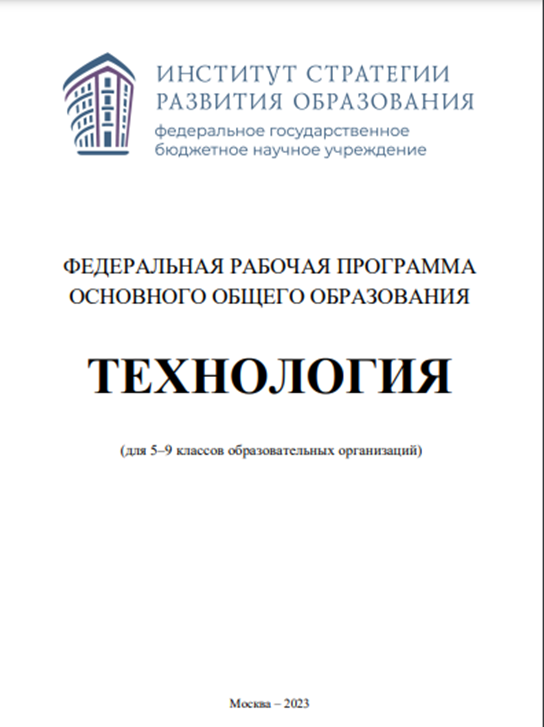 ИНСТИТУТ СТРАТЕГИИ
РАЗВИТИЯ ОБРАЗОВАНИЯ
федеральное государственное
бюджетное научное учреждение
ФЕДЕРАЛЬНАЯ РАБОЧАЯ ПРОГРАММА
ОСНОВНОГО ОБЩЕГО ОБРАЗОВАНИЯ
ТЕХНОЛОГИЯ
(для 5–9 классов образовательных организаций)
Москва – 2023